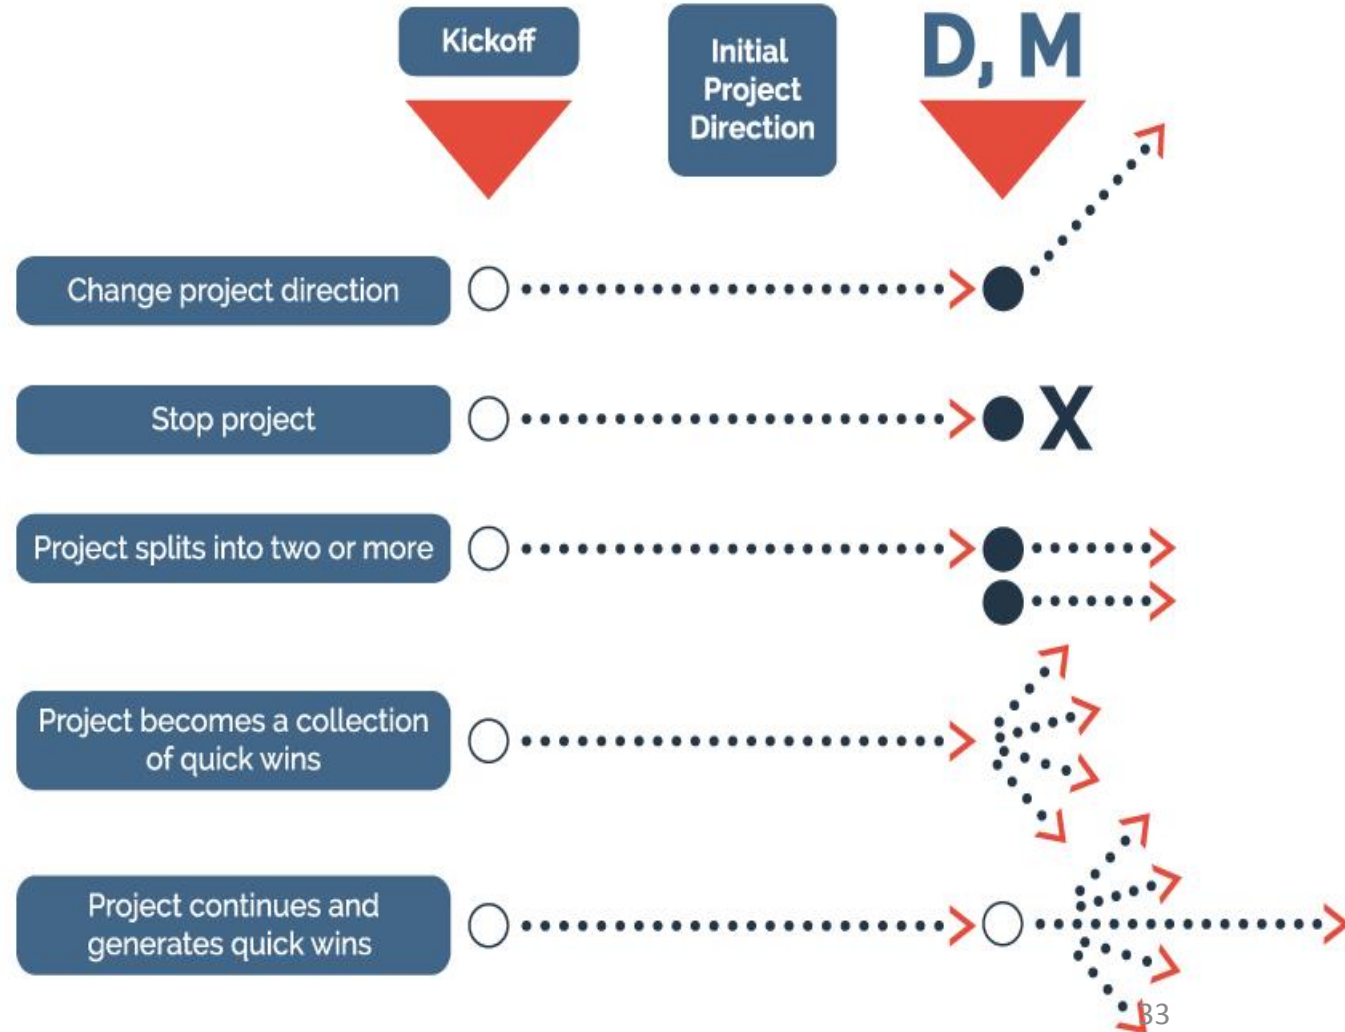 Kickoff
Initial
Project
Direction
D, M
Change project direction
Stop project
X
Project splits into two or more
Project becomes a collection
of quick wins
Project continues and
generates quick wins
33